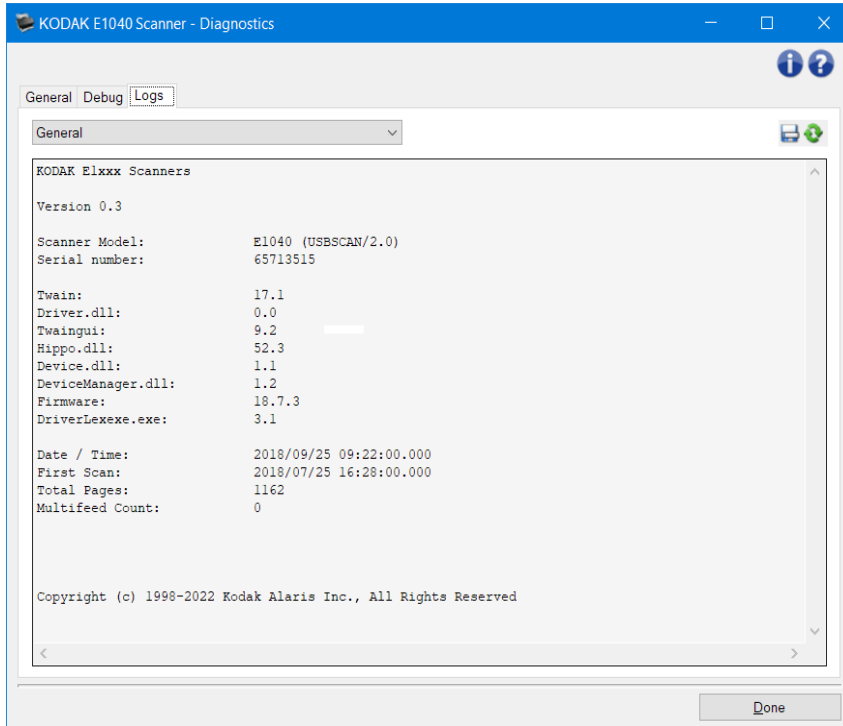 KODAK E1040 Scanner - Diagnostics
General Debug Logs
General
KODAK E1xxx Scanners
Version 0.3
Scanner Model: E1040 (USBSCAN/2.0)
Serial number: 65713515
Twain: 17.1
Driver.dll: 0.0
Twaingui: 9.2
Hippo.dll: 52.3
Device.dll: 1.1
DeviceManager.dll: 1.2
Firmware: 18.7.3
DriverLexexe.exe: 3.1
Date / Time: 2018/09/25 09:22:00.000
First Scan: 2018/07/25 16:28:00.000
Total Pages: 1162
Multifeed Count: 0
Copyright (c) 1998-2022 Kodak Alaris Inc., All Rights Reserved
Done